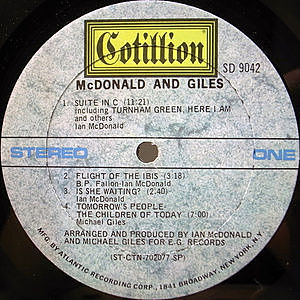 Cotillion
SD 9042
McDONALD AND GILES
1. SUITE IN C (11:21)
including TURNHAM GREEN, HERE I AM
and others
Ian McDonald
STEREO
ONE
2. FLIGHT OF THE IBIS (3:18)
B.P. Fallon-Ian McDonald
3. IS SHE WAITING? (2:40)
Ian McDonald
4. TOMORROW'S PEOPLE-
THE CHILDREN OF TODAY (7:00)
Michael Giles
ARRANGED AND PRODUCED BY IAN McDONALD
AND MICHAEL GILES FOR E.G. RECORDS
(ST-CTN-702077 SP)
MFG. BY ATLANTIC RECORDING CORP., 1841 BROADWAY, NEW YORK, N.Y.